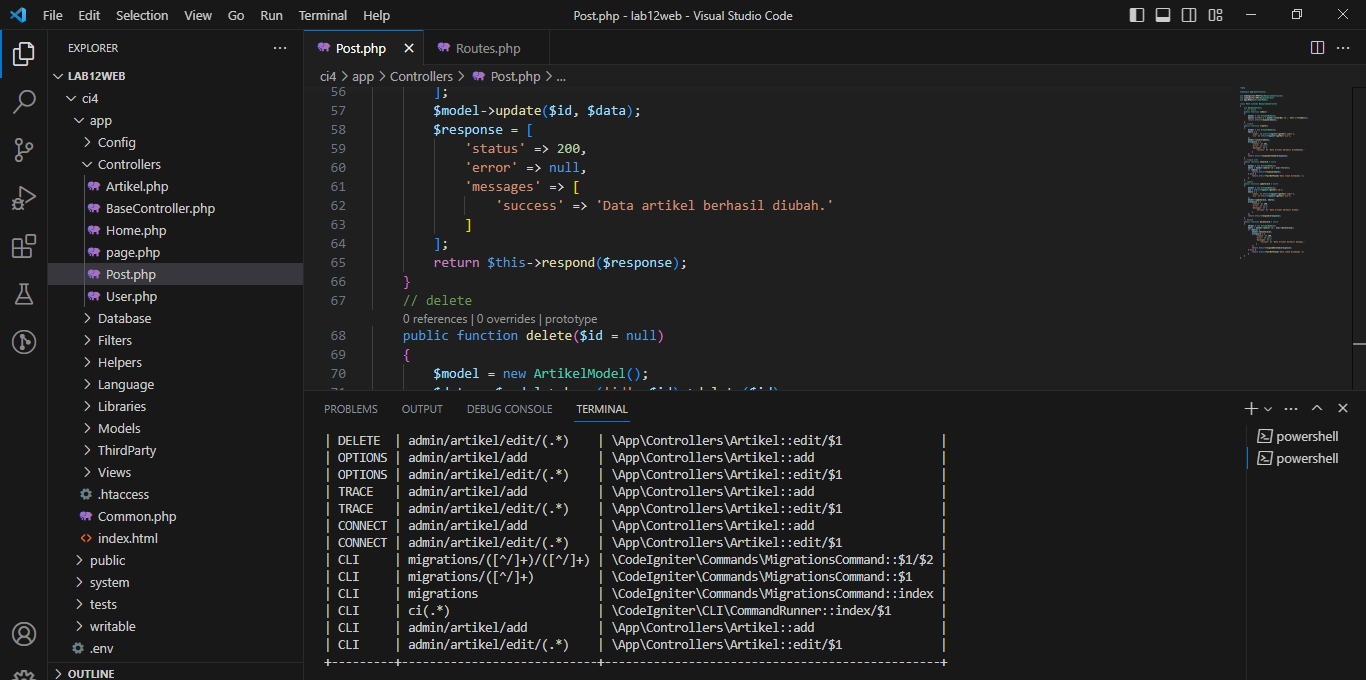 File Edit Selection View Go Run Terminal Help
Post.php - lab12web - Visual Studio Code
EXPLORER
LAB12WEB
ci4
app
Config
Controllers
Artikel.php
BaseController.php
Home.php
page.php
Post.php
User.php
Database
Filters
Helpers
Language
Libraries
Models
ThirdParty
Views
.htaccess
Common.php
index.html
public
system
tests
writable
.env
OUTLINE
Post.php
Routes.php
ci4 > app > Controllers > Post.php > ...
56 ];
57 $model->update($id, $data);
58 $response = [
59 'status' => 200,
60 'error' => null,
61 'messages' => [
62 'success' => 'Data artikel berhasil diubah.'
63 ]
64 ];
65 return $this->respond($response);
66 }
67 // delete
0 references | 0 overrides | prototype
68 public function delete($id = null)
69 {
70 $model = new ArtikelModel();
PROBLEMS OUTPUT DEBUG CONSOLE TERMINAL
| DELETE | admin/artikel/edit/(.*) | \App\Controllers\Artikel::edit/$1 |
| OPTIONS | admin/artikel/add | \App\Controllers\Artikel::add |
| OPTIONS | admin/artikel/edit/(.*) | \App\Controllers\Artikel::edit/$1 |
| TRACE | admin/artikel/add | \App\Controllers\Artikel::add |
| TRACE | admin/artikel/edit/(.*) | \App\Controllers\Artikel::edit/$1 |
| CONNECT | admin/artikel/add | \App\Controllers\Artikel::add |
| CONNECT | admin/artikel/edit/(.*) | \App\Controllers\Artikel::edit/$1 |
| CLI | migrations/([^/]+)/([^/]+) | \CodeIgniter\Commands\MigrationsCommand::$1/$2 |
| CLI | migrations/([^/]+) | \CodeIgniter\Commands\MigrationsCommand::$1 |
| CLI | migrations | \CodeIgniter\Commands\MigrationsCommand::index |
| CLI | ci(.*) | \CodeIgniter\CLI\CommandRunner::index/$1 |
| CLI | admin/artikel/add | \App\Controllers\Artikel::add |
| CLI | admin/artikel/edit/(.*) | \App\Controllers\Artikel::edit/$1 |
powershell
powershell